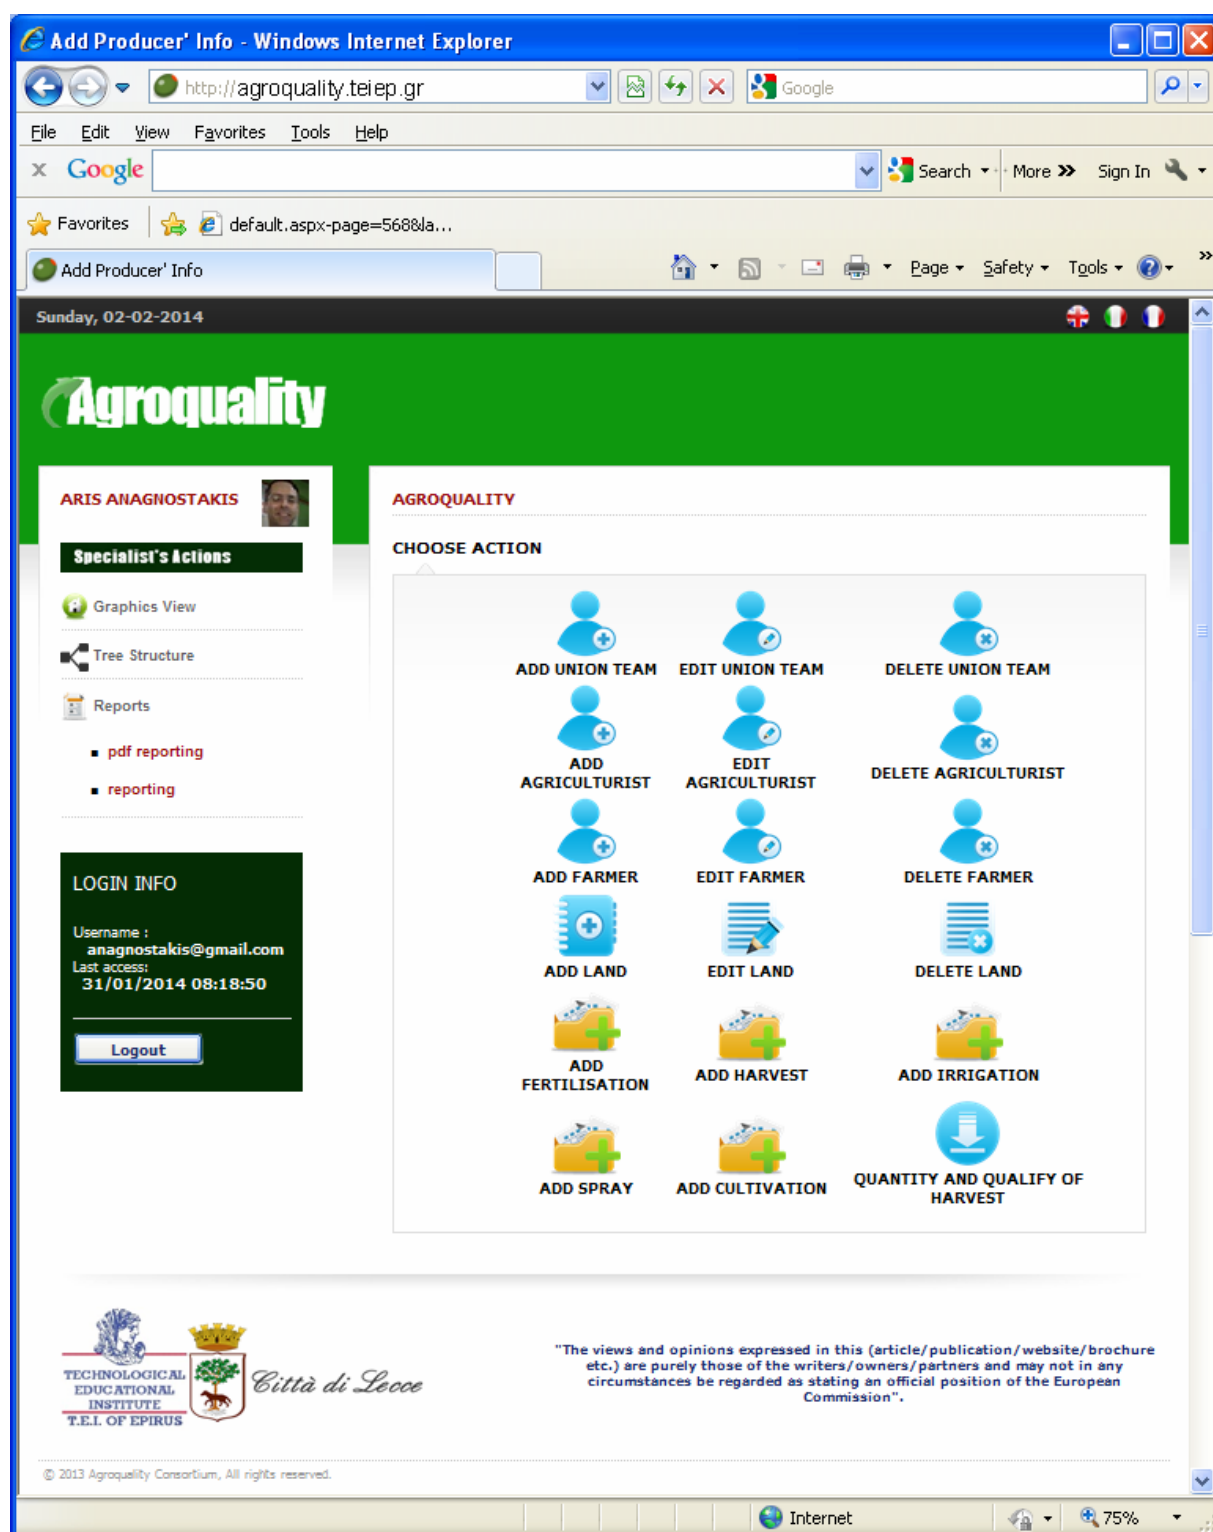 Add Producer' Info - Windows Internet Explorer
http://agroquality.teiep.gr
Google
File Edit View Favorites Tools Help
x Google Search More » Sign In
Favorites default.aspx-page=568&la...
Add Producer' Info Page Safety Tools »
Sunday, 02-02-2014
Agroquality
ARIS ANAGNOSTAKIS
Specialist's Actions
Graphics View
Tree Structure
Reports
pdf reporting
reporting
LOGIN INFO
Username :
anagnostakis@gmail.com
Last access:
31/01/2014 08:18:50
Logout
AGROQUALITY
CHOOSE ACTION
ADD UNION TEAM EDIT UNION TEAM DELETE UNION TEAM
ADD
AGRICULTURIST
EDIT
AGRICULTURIST
DELETE AGRICULTURIST
ADD FARMER EDIT FARMER DELETE FARMER
ADD LAND EDIT LAND DELETE LAND
ADD
FERTILISATION
ADD HARVEST ADD IRRIGATION
ADD SPRAY ADD CULTIVATION
QUANTITY AND QUALIFY OF
HARVEST
TECHNOLOGICAL
EDUCATIONAL
INSTITUTE
T.E.I. OF EPIRUS
Città di Lecce
"The views and opinions expressed in this (article/publication/website/brochure
etc.) are purely those of the writers/owners/partners and may not in any
circumstances be regarded as stating an official position of the European
Commission".
© 2013 Agroquality Consortium, All rights reserved.
Internet 75%